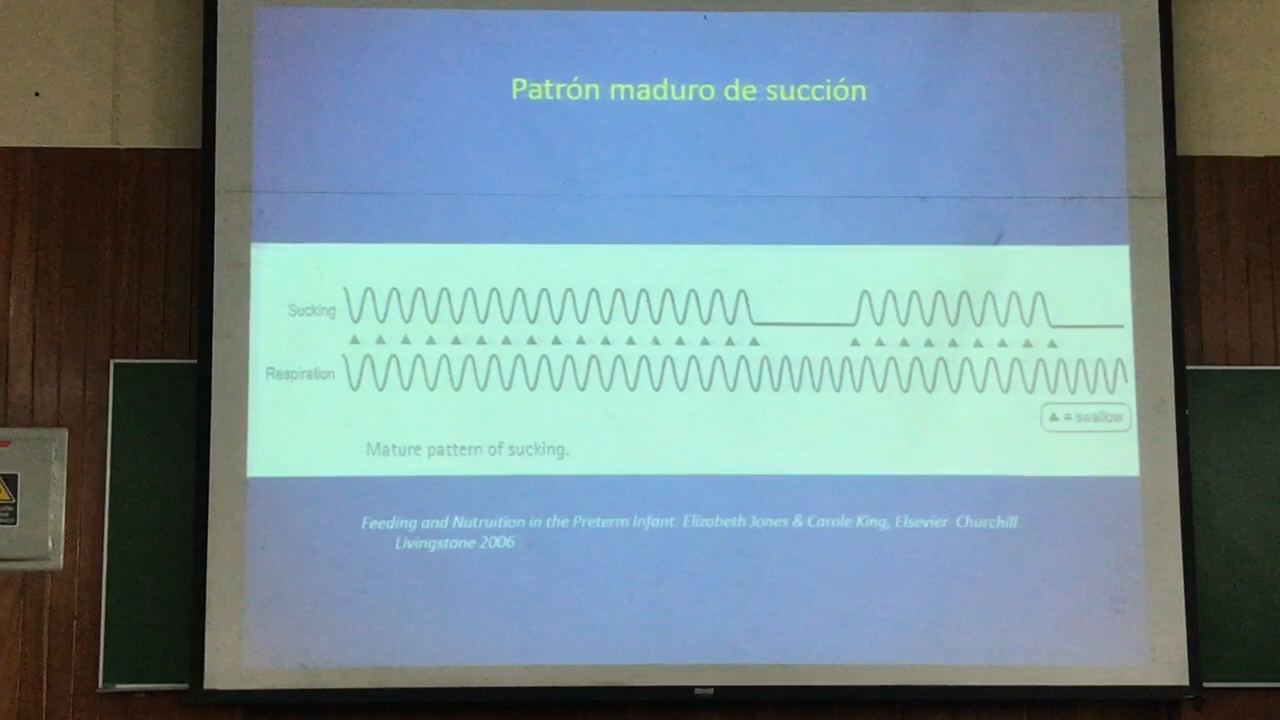 Patrón maduro de succión
Sucking
Respiration
▲ = swallow
Mature pattern of sucking.
Feeding and Nutruition in the Preterm Infant. Elizabeth Jones & Carole King, Elsevier Churchill
Livingstone 2006